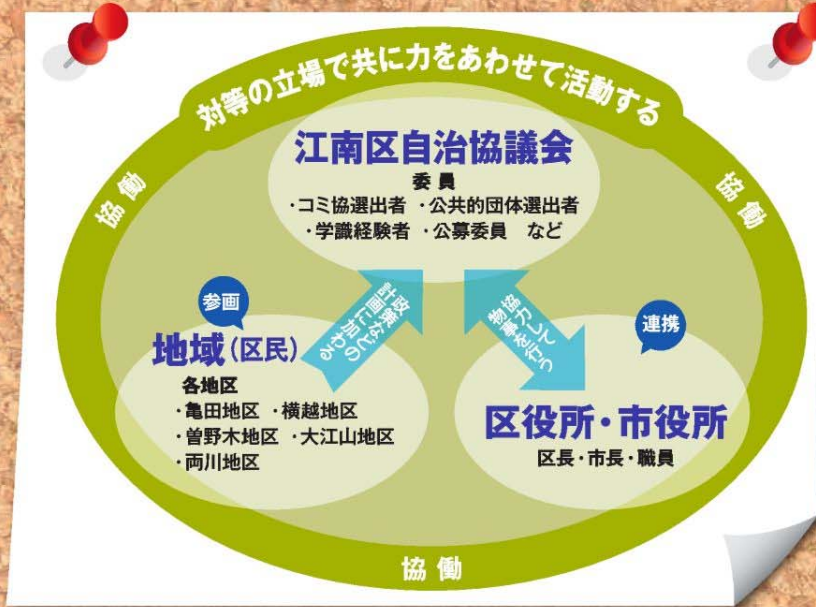 対等の立場で共に力をあわせて活動する
江南区自治協議会
委員
・コミ協選出者 ・公共的団体選出者
・学識経験者 ・公募委員 など
協働
協働
参画
政策などの
計画に加わる
協力して
物事を行う
連携
地域(区民)
各地区
・亀田地区 ・横越地区
・曽野木地区 ・大江山地区
・両川地区
区役所・市役所
区長・市長・職員
協働